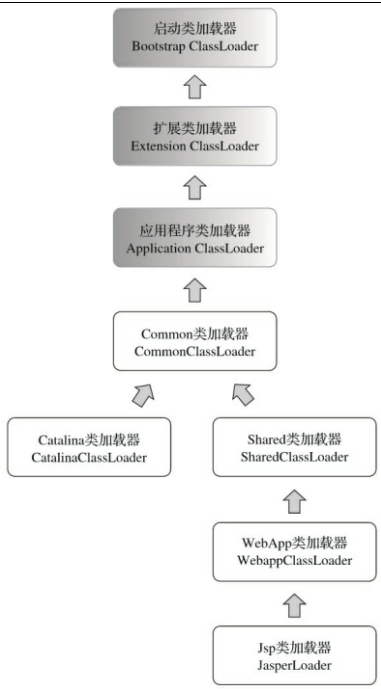 启动类加载器
Bootstrap ClassLoader
扩展类加载器
Extension ClassLoader
应用程序类加载器
Application ClassLoader
Common类加载器
CommonClassLoader
Catalina类加载器
CatalinaClassLoader
Shared类加载器
SharedClassLoader
WebApp类加载器
WebappClassLoader
Jsp类加载器
JasperLoader